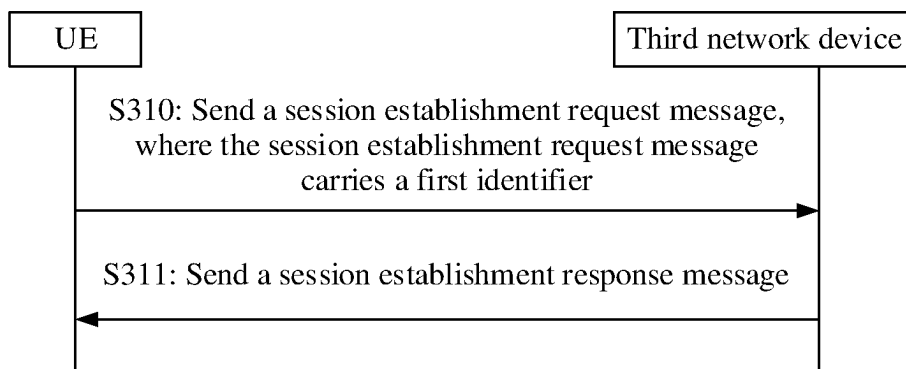 UE
Third network device
S310: Send a session establishment request message,
where the session establishment request message
carries a first identifier
S311: Send a session establishment response message